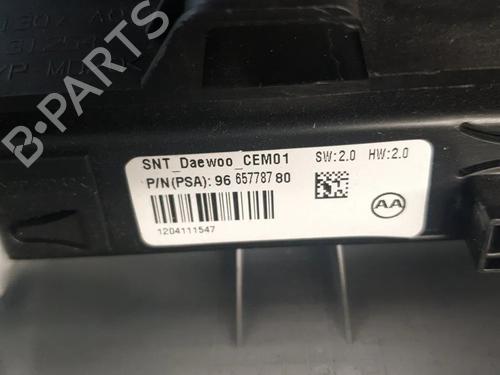 B-PARTS
SNT_Daewoo_CEM01 SW:2.0 HW:2.0
P/N(PSA): 96 657787 80
AA
1204111547